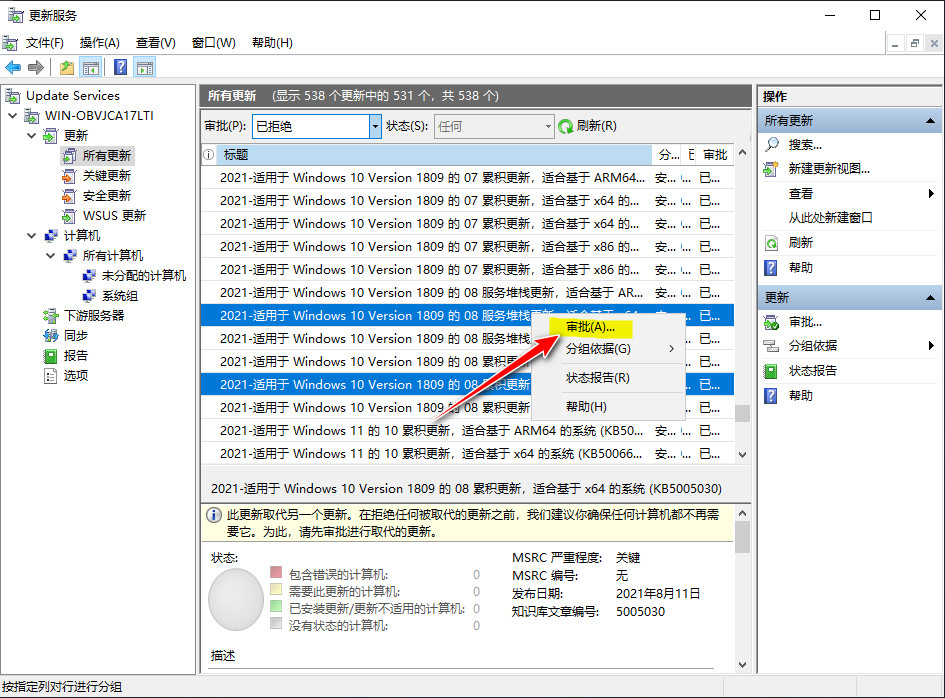 更新服务
文件(F) 操作(A) 查看(V) 窗口(W) 帮助(H)
Update Services
WIN-OBVJCA17LTI
更新
所有更新
关键更新
安全更新
WSUS 更新
计算机
所有计算机
未分配的计算机
系统组
下游服务器
同步
报告
选项
所有更新 (显示 538 个更新中的 531 个，共 538 个)
审批(P): 已拒绝 状态(S): 任何 刷新(R)
标题 分... 审批
2021-适用于 Windows 10 Version 1809 的 07 累积更新，适合基于 ARM64... 安... 已...
2021-适用于 Windows 10 Version 1809 的 07 累积更新，适合基于 x64 的... 安... 已...
2021-适用于 Windows 10 Version 1809 的 07 累积更新，适合基于 x64 的... 安... 已...
2021-适用于 Windows 10 Version 1809 的 07 累积更新，适合基于 x86 的... 安... 已...
2021-适用于 Windows 10 Version 1809 的 07 累积更新，适合基于 x86 的... 安... 已...
2021-适用于 Windows 10 Version 1809 的 08 服务堆栈更新，适合基于 AR... 安... 已...
2021-适用于 Windows 10 Version 1809 的 08 服务堆栈更新，适合基于 x64... 安... 已...
2021-适用于 Windows 10 Version 1809 的 08 服务堆栈 已...
2021-适用于 Windows 10 Version 1809 的 08 累积更新 已...
2021-适用于 Windows 10 Version 1809 的 08 累积更新 已...
2021-适用于 Windows 10 Version 1809 的 08 累积更新 已...
2021-适用于 Windows 11 的 10 累积更新，适合基于 ARM64 的系统 (KB50... 安... 已...
2021-适用于 Windows 11 的 10 累积更新，适合基于 x64 的系统 (KB50066... 安... 已...
审批(A)...
分组依据(G)
状态报告(R)
帮助(H)
2021-适用于 Windows 10 Version 1809 的 08 累积更新，适合基于 x64 的系统 (KB5005030)
此更新取代另一个更新。在拒绝任何被取代的更新之前，我们建议你确保任何计算机都不再需
要它。为此，请先审批进行取代的更新。
状态:
包含错误的计算机: 0
需要此更新的计算机: 0
已安装更新/更新不适用的计算机: 0
没有状态的计算机: 0
MSRC 严重程度: 关键
MSRC 编号: 无
发布日期: 2021年8月11日
知识库文章编号: 5005030
描述
操作
所有更新
搜索...
新建更新视图...
查看
从此处新建窗口
刷新
帮助
更新
审批...
分组依据
状态报告
帮助
按指定列对行进行分组